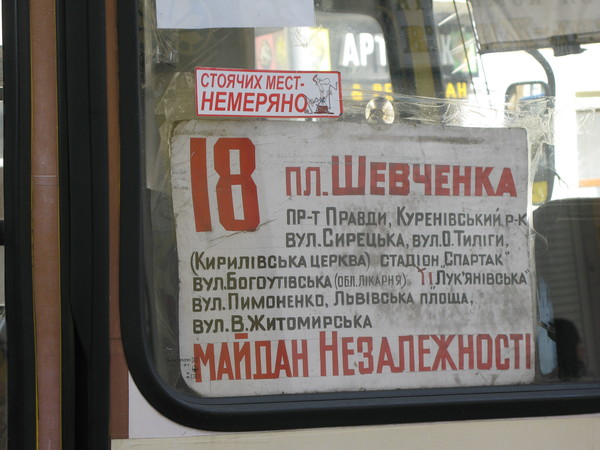 АРТ
СТОЯЧИХ МЕСТ-
НЕМЕРЯНО
18 пл. Шевченка
пр-т Правди, Куренівський р-к
вул. Сирецька, вул. О.Тиліги,
(Кирилівська церква) стадіон „Спартак"
вул. Богоутівська (обл. лікарня) „Лук'янівська"
вул. Пимоненко, Львівська площа,
вул. В. Житомирська
Майдан Незалежності